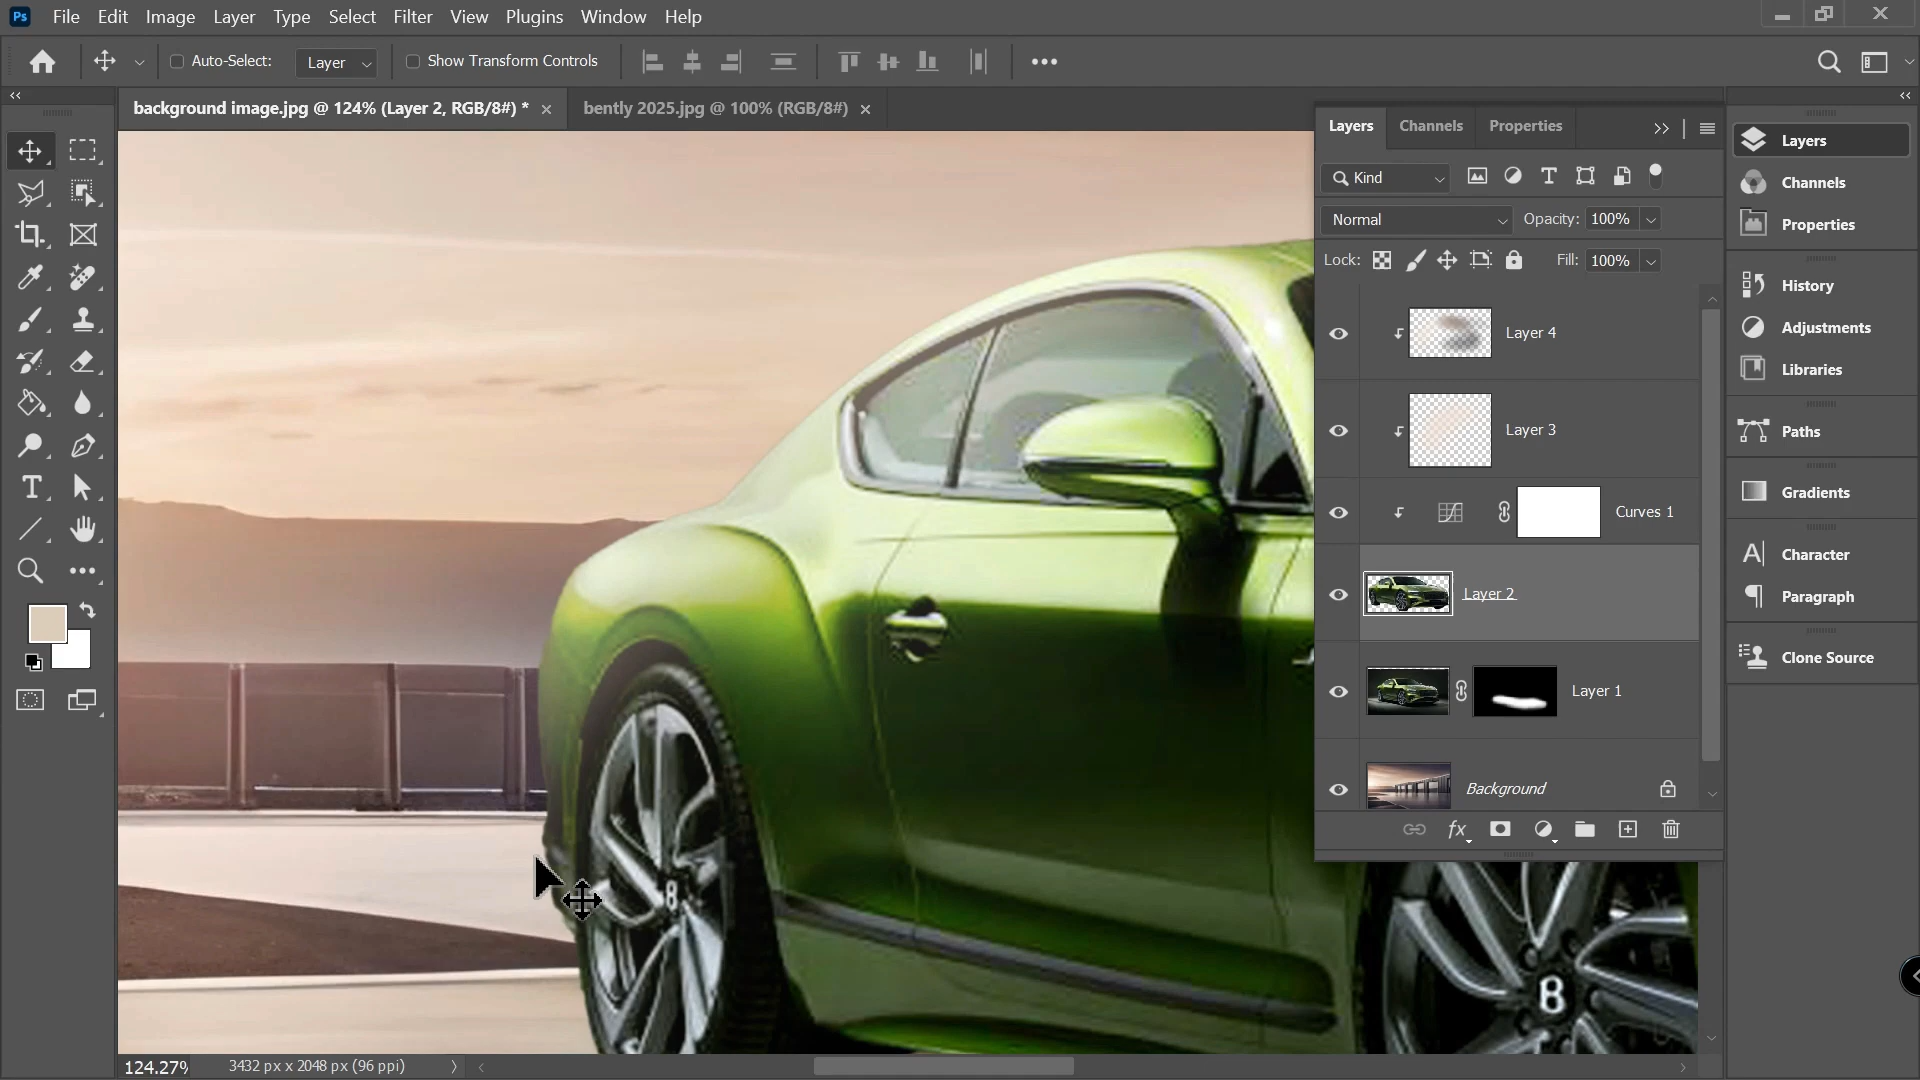 Ps File Edit Image Layer Type Select Filter View Plugins Window Help
Auto-Select: Layer Show Transform Controls
background image.jpg @ 124% (Layer 2, RGB/8#) * bently 2025.jpg @ 100% (RGB/8#)
Layers Channels Properties
Kind
Normal Opacity: 100%
Lock: Fill: 100%
Layer 4
Layer 3
Curves 1
Layer 2
Layer 1
Background
fx
Layers
Channels
Properties
History
Adjustments
Libraries
Paths
Gradients
Character
Paragraph
Clone Source
B
B
124.27% 3432 px x 2048 px (96 ppi)